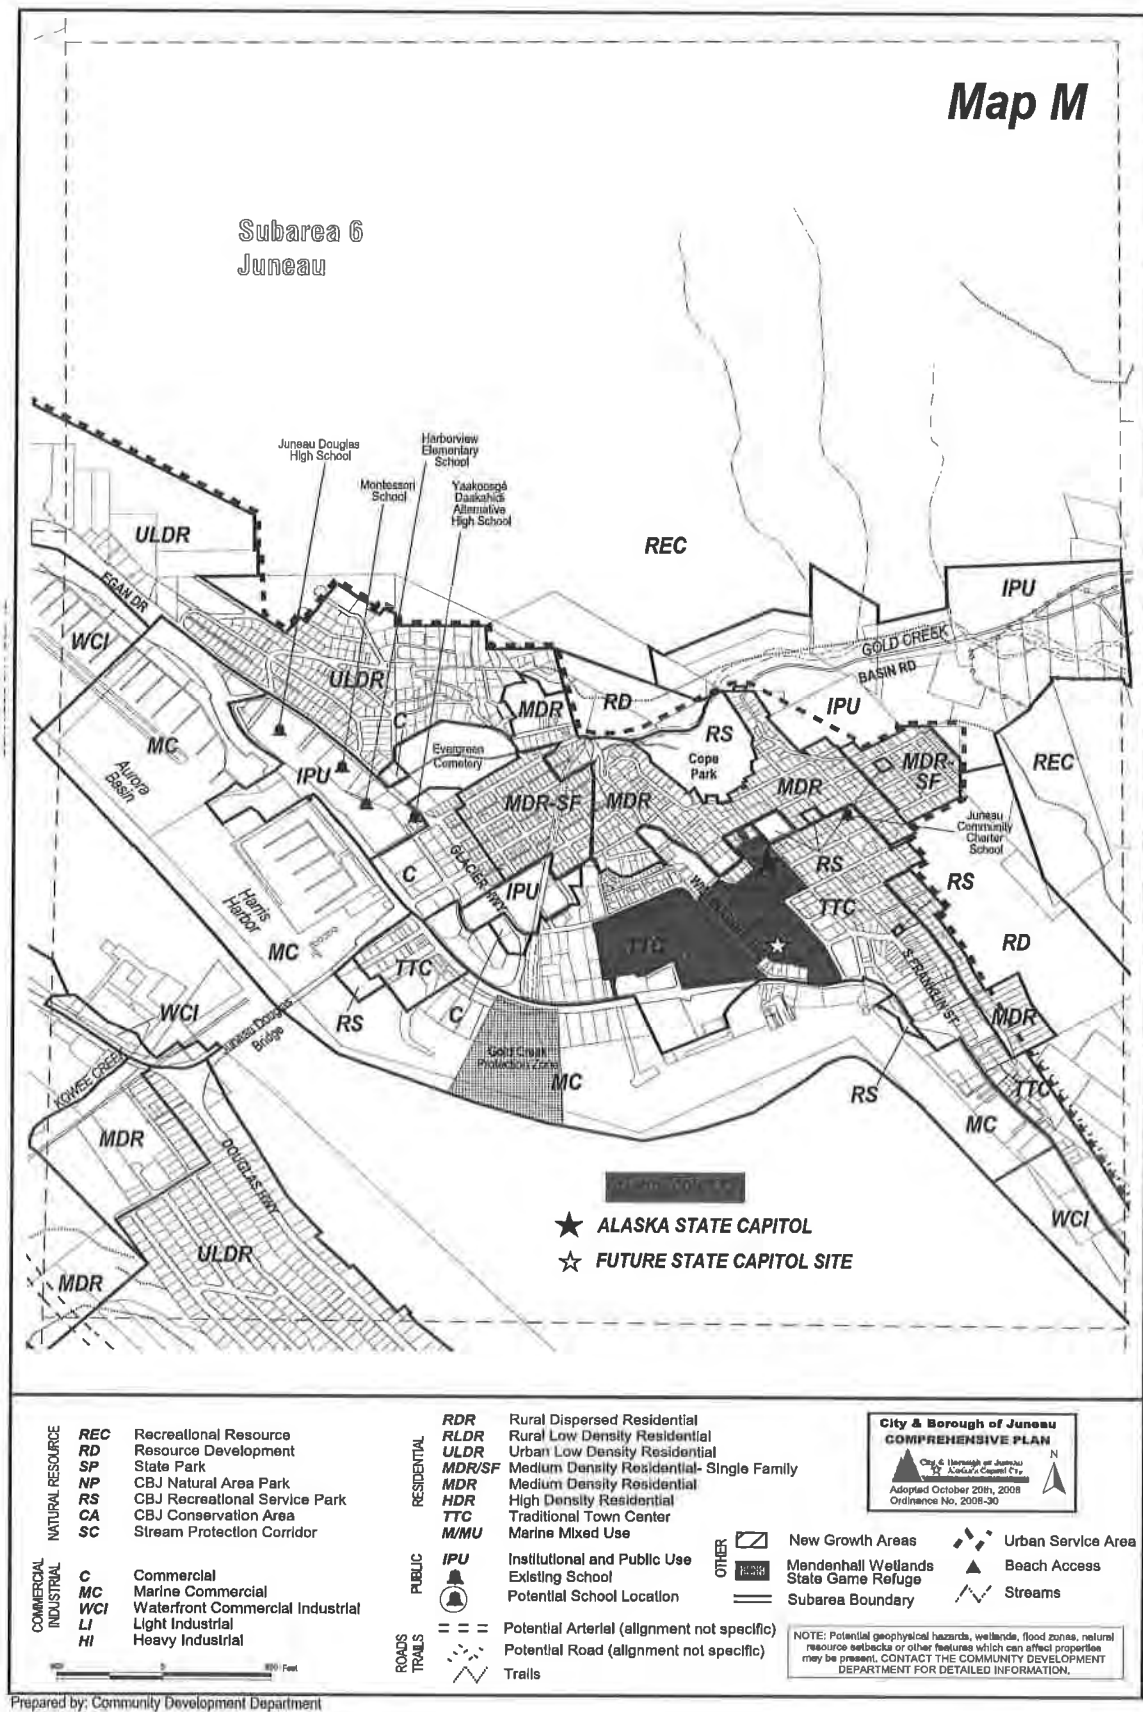 Map M
Subarea 6
Juneau
Juneau Douglas
High School
Harborview
Elementary
School
Montessori
School
Yaakoosgé
Daakahidi
Alternative
High School
ULDR
REC
IPU
EGAN DR
WCI
GOLD CREEK
BASIN RD
ULDR
MDR
RD
IPU
RS
C
MC
Evergreen
Cemetery
Cope
Park
MDR-
SF
REC
Aurora
Basin
IPU
MDR-SF
MDR
MDR
Juneau
Community
Charter
School
RS
C
GLACIER HWY
IPU
RS
TTC
Harris
Harbor
MC
TTC
TTC
RD
S FRANKLIN ST
WCI
RS
C
MDR
Juneau Douglas
Bridge
Gold Creek
Protection Zone
MC
KOWEE CREEK
RS
TTC
MDR
MC
DOUGLAS HWY
WCI
ALASKA STATE CAPITOL
FUTURE STATE CAPITOL SITE
ULDR
MDR
NATURAL RESOURCE
REC Recreational Resource
RD Resource Development
SP State Park
NP CBJ Natural Area Park
RS CBJ Recreational Service Park
CA CBJ Conservation Area
SC Stream Protection Corridor
COMMERCIAL
INDUSTRIAL
C Commercial
MC Marine Commercial
WCI Waterfront Commercial Industrial
LI Light Industrial
HI Heavy Industrial
Feet
RESIDENTIAL
RDR Rural Dispersed Residential
RLDR Rural Low Density Residential
ULDR Urban Low Density Residential
MDR/SF Medium Density Residential- Single Family
MDR Medium Density Residential
HDR High Density Residential
TTC Traditional Town Center
M/MU Marine Mixed Use
PUBLIC
IPU Institutional and Public Use
Existing School
Potential School Location
ROADS
TRAILS
Potential Arterial (alignment not specific)
Potential Road (alignment not specific)
Trails
OTHER
New Growth Areas
Mendenhall Wetlands
State Game Refuge
Subarea Boundary
Urban Service Area
Beach Access
Streams
City & Borough of Juneau
COMPREHENSIVE PLAN
City & Borough of Juneau
Alaska's Capital City
N
Adopted October 20th, 2008
Ordinance No. 2008-30
NOTE: Potential geophysical hazards, wetlands, flood zones, natural
resource setbacks or other features which can affect properties
may be present. CONTACT THE COMMUNITY DEVELOPMENT
DEPARTMENT FOR DETAILED INFORMATION.
Prepared by: Community Development Department